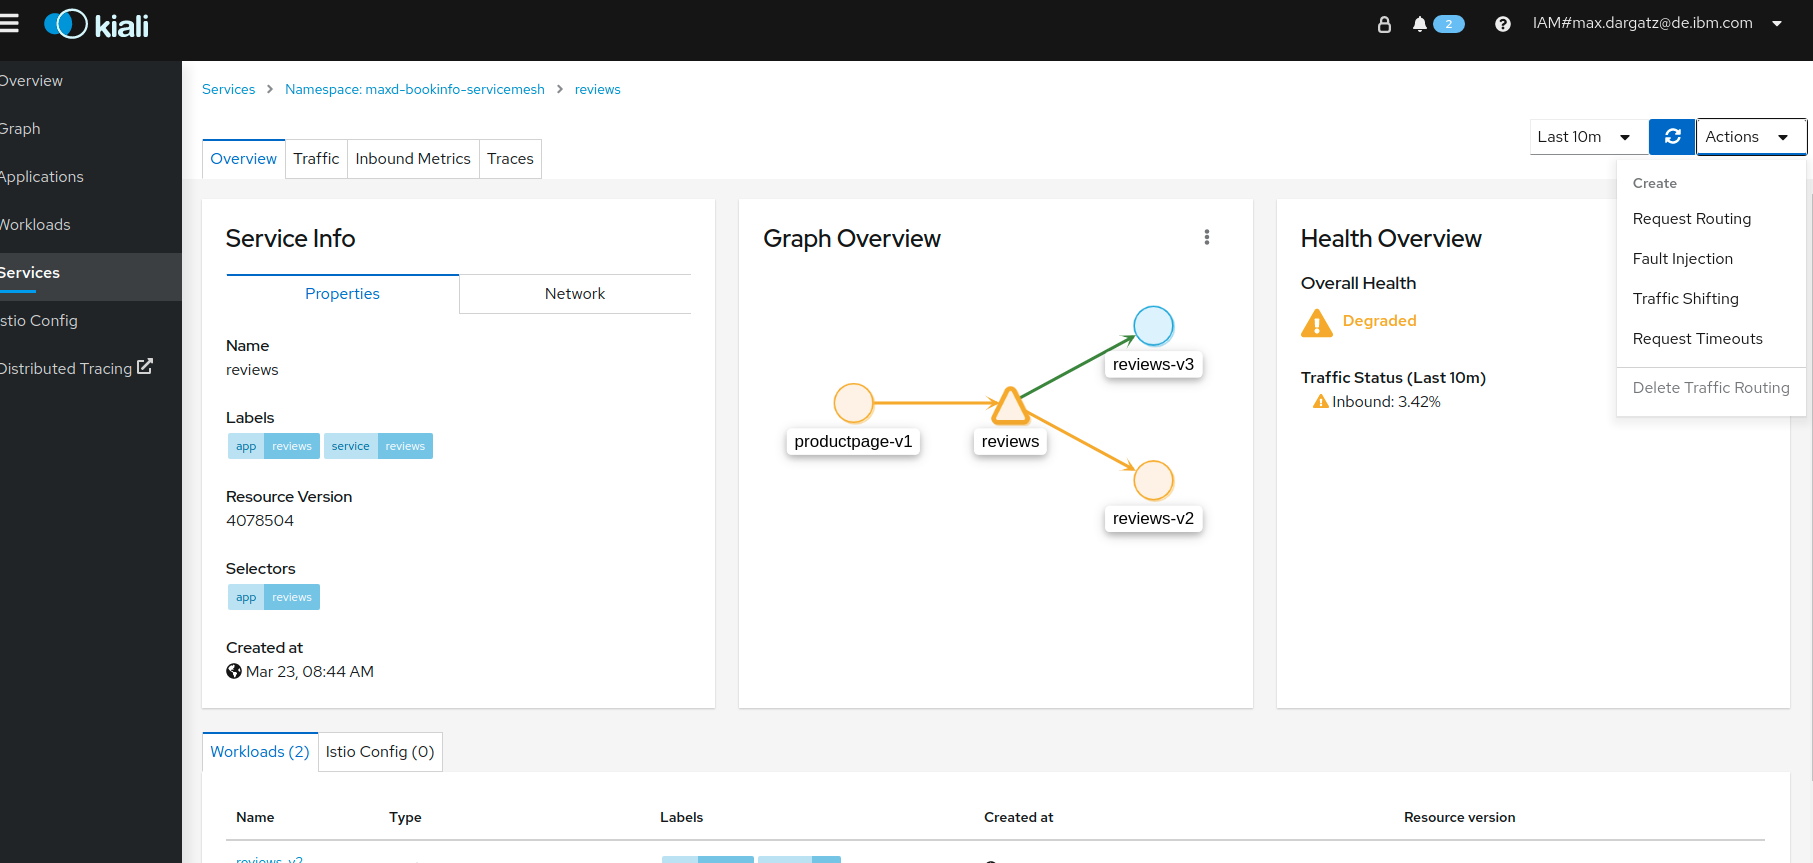 kiali
2
IAM#max.dargatz@de.ibm.com
Overview
Graph
Applications
Workloads
Services
Istio Config
Distributed Tracing
Services > Namespace: maxd-bookinfo-servicemesh > reviews
Last 10m
Actions
Overview
Traffic
Inbound Metrics
Traces
Create
Request Routing
Fault Injection
Traffic Shifting
Request Timeouts
Delete Traffic Routing
Service Info
Properties
Network
Name
reviews
Labels
app reviews service reviews
Resource Version
4078504
Selectors
app reviews
Created at
Mar 23, 08:44 AM
Graph Overview
reviews-v3
productpage-v1
reviews
reviews-v2
Health Overview
Overall Health
Degraded
Traffic Status (Last 10m)
Inbound: 3.42%
Workloads (2)
Istio Config (0)
Name Type Labels Created at Resource version
reviews-v2